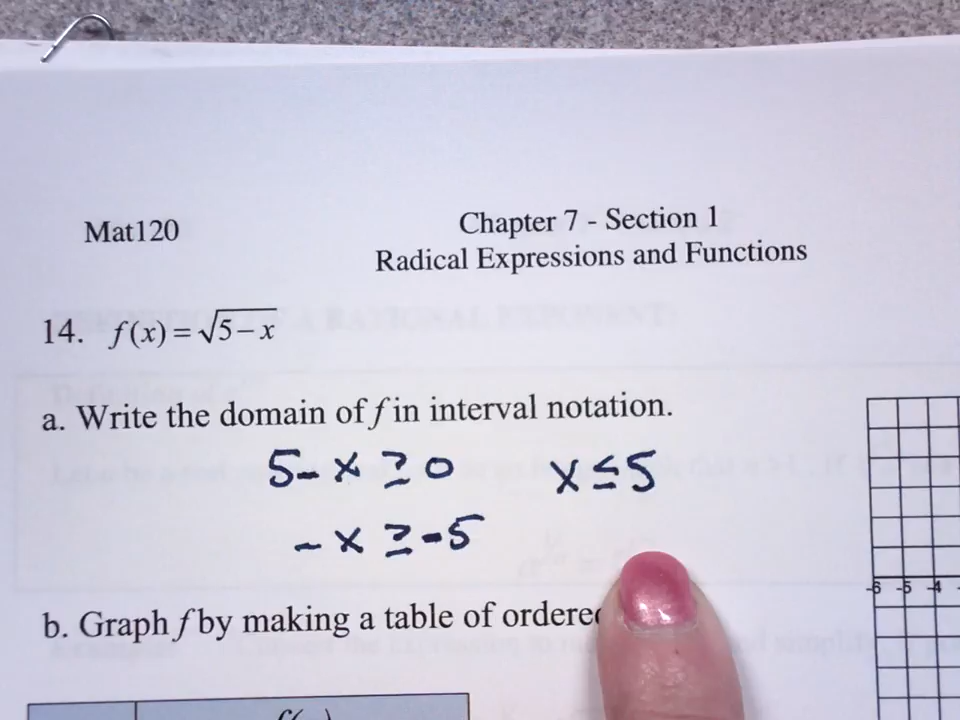 Mat120
Chapter 7 - Section 1
Radical Expressions and Functions
14. f(x) = √5-x
a. Write the domain of f in interval notation.
5 - x ≥ 0
x ≤ 5
- x ≥ -5
b. Graph f by making a table of ordered
f(x)
-6 -5 -4